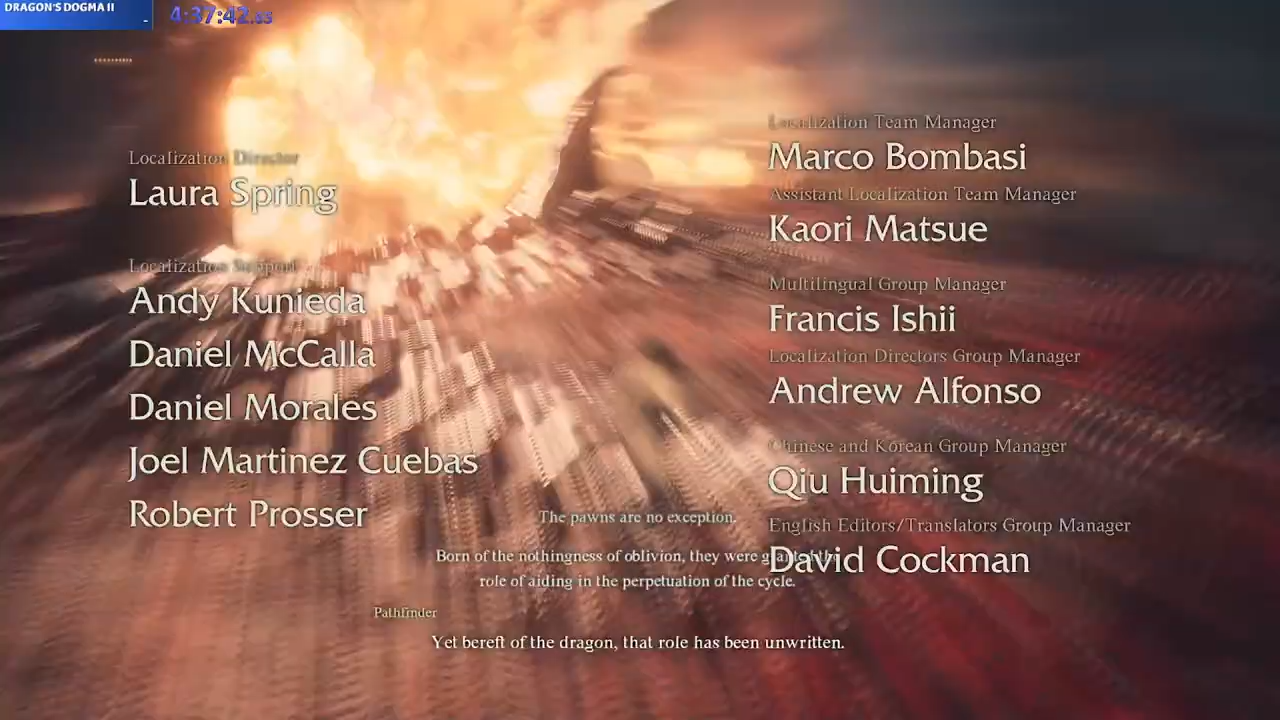 DRAGON'S DOGMA II
-
4:37:42.55
Localization Director
Laura Spring
Localization Support
Andy Kunieda
Daniel McCalla
Daniel Morales
Joel Martinez Cuebas
Robert Prosser
Localization Team Manager
Marco Bombasi
Assistant Localization Team Manager
Kaori Matsue
Multilingual Group Manager
Francis Ishii
Localization Directors Group Manager
Andrew Alfonso
Chinese and Korean Group Manager
Qiu Huiming
English Editors/Translators Group Manager
David Cockman
The pawns are no exception.
Born of the nothingness of oblivion, they were granted the
role of aiding in the perpetuation of the cycle.
Pathfinder
Yet bereft of the dragon, that role has been unwritten.